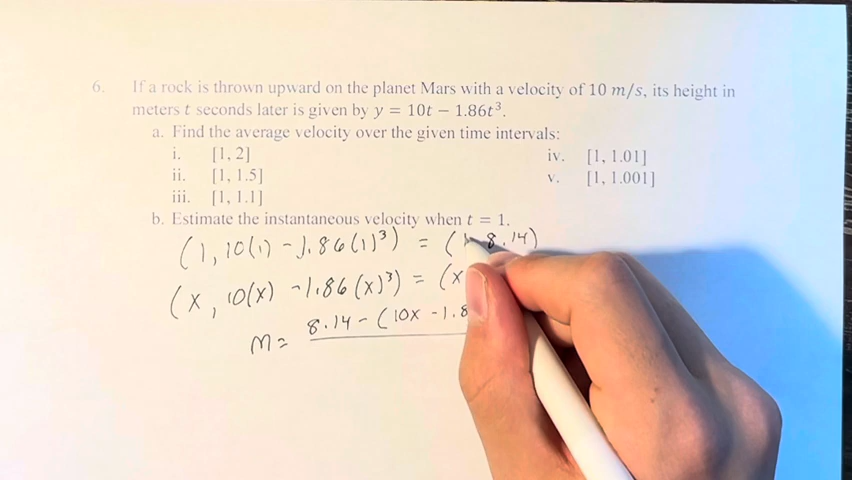 6. If a rock is thrown upward on the planet Mars with a velocity of 10 m/s, its height in
meters t seconds later is given by y = 10t − 1.86t³.
a. Find the average velocity over the given time intervals:
i. [1, 2]
ii. [1, 1.5]
iii. [1, 1.1]
iv. [1, 1.01]
v. [1, 1.001]
b. Estimate the instantaneous velocity when t = 1.
(1, 10(1) - 1.86(1)³) = (1, 8.14)
(x, 10(x) - 1.86(x)³) = (x
m = 8.14 - (10x - 1.8